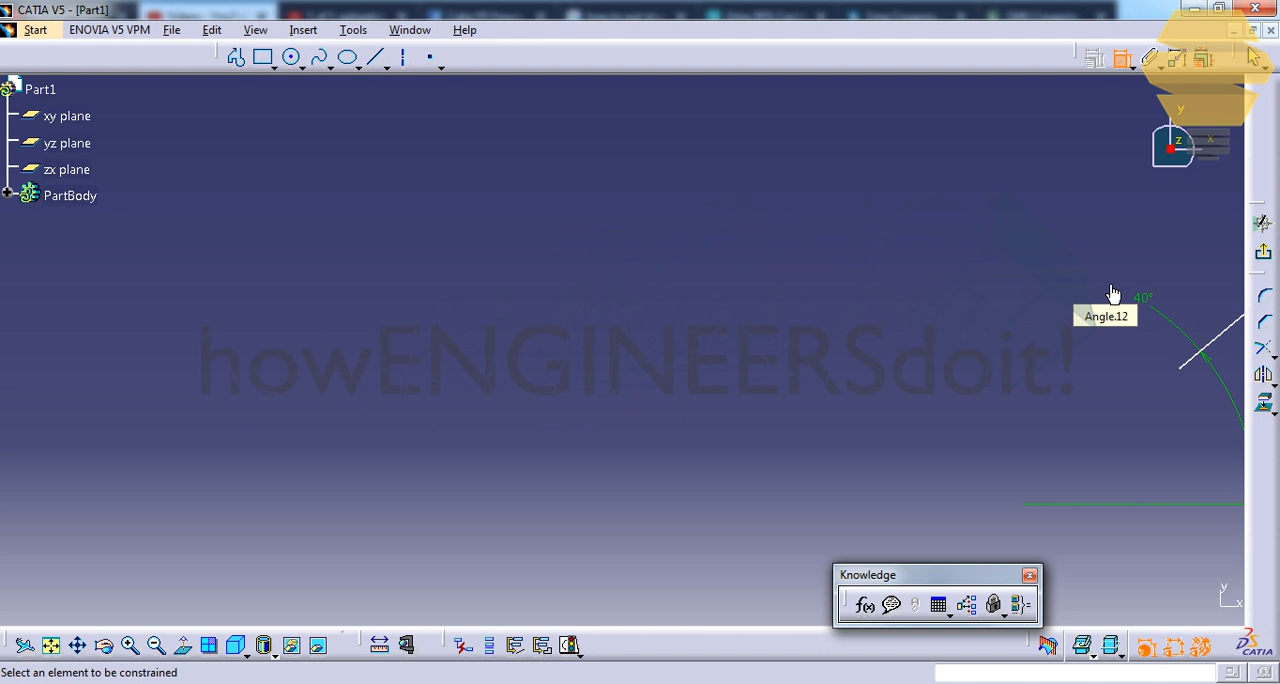 CATIA V5 - [Part1]
Start ENOVIA V5 VPM File Edit View Insert Tools Window Help
Part1
xy plane
yz plane
zx plane
PartBody
y
z
x
40°
Angle.12
howENGINEERSdoit!
Knowledge
f(x)
y
x
CATIA
Select an element to be constrained